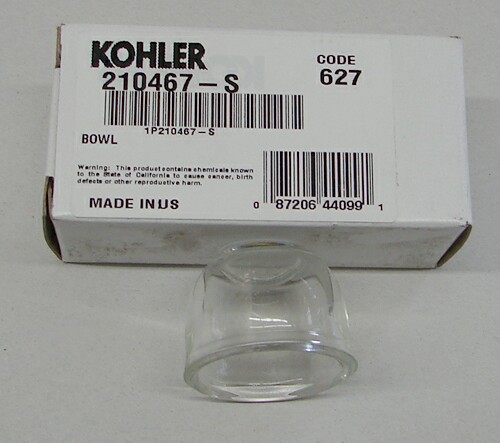 KOHLER
210467-S
CODE
627
1P210467-S
BOWL
Warning: This product contains chemicals known
to the State of California to cause cancer, birth
defects or other reproductive harm.
MADE IN US
0 87206 44099 1